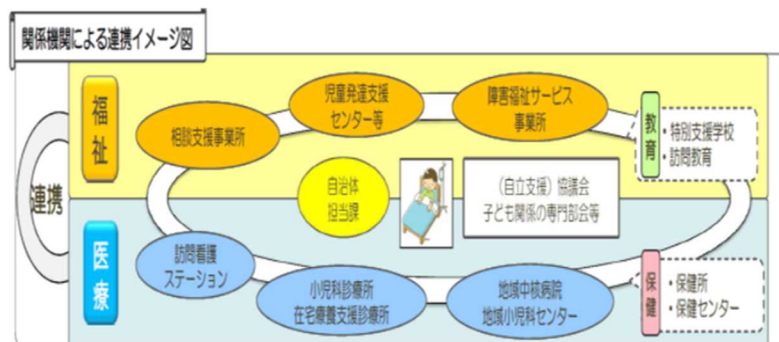 関係機関による連携イメージ図
連携
福祉
相談支援事業所
児童発達支援
センター等
障害福祉サービス
事業所
教育
・特別支援学校
・訪問教育
自治体
担当課
(自立支援)協議会
子ども関係の専門部会等
医療
訪問看護
ステーション
小児科診療所
在宅療養支援診療所
地域中核病院
地域小児科センター
保健
・保健所
・保健センター